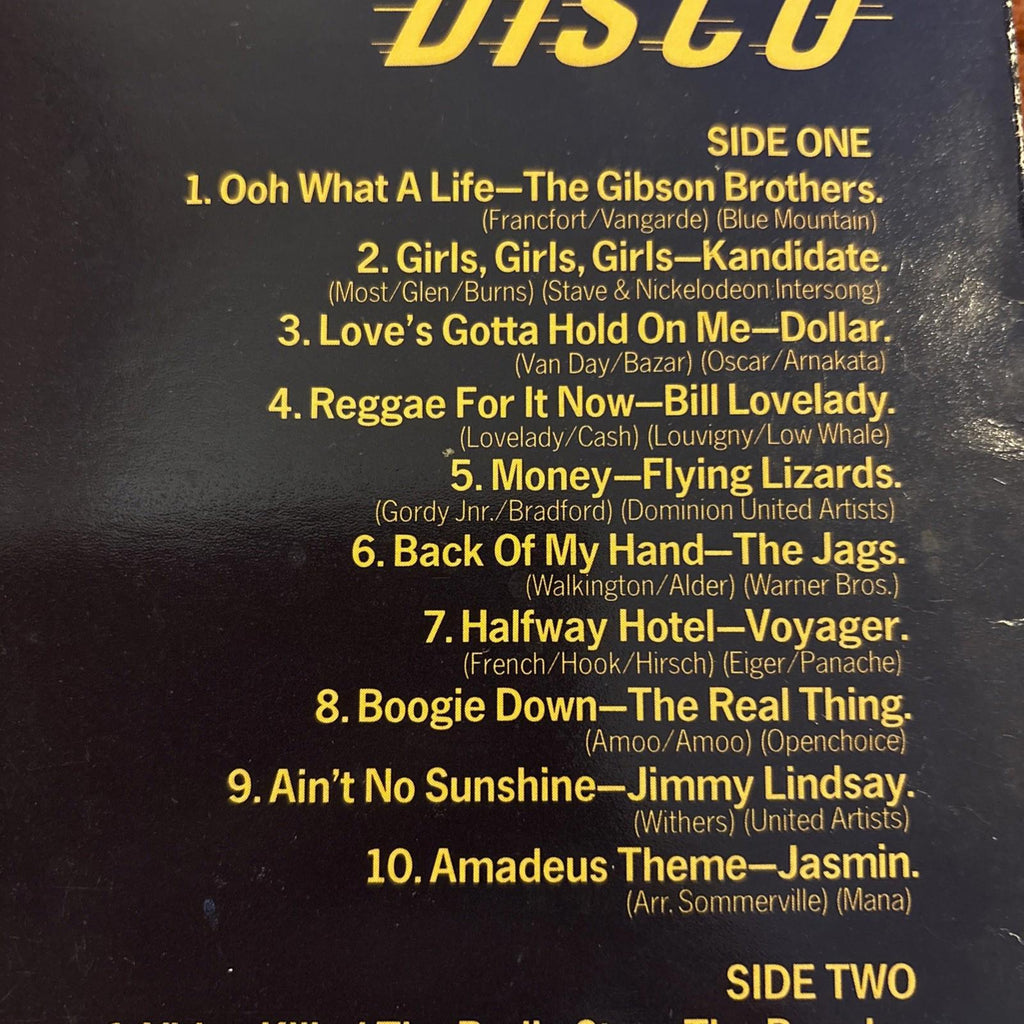 DISCO
SIDE ONE
1. Ooh What A Life—The Gibson Brothers.
(Francfort/Vangarde) (Blue Mountain)
2. Girls, Girls, Girls—Kandidate.
(Most/Glen/Burns) (Stave & Nickelodeon Intersong)
3. Love's Gotta Hold On Me—Dollar.
(Van Day/Bazar) (Oscar/Arnakata)
4. Reggae For It Now—Bill Lovelady.
(Lovelady/Cash) (Louvigny/Low Whale)
5. Money—Flying Lizards.
(Gordy Jnr./Bradford) (Dominion United Artists)
6. Back Of My Hand—The Jags.
(Walkington/Alder) (Warner Bros.)
7. Halfway Hotel—Voyager.
(French/Hook/Hirsch) (Eiger/Panache)
8. Boogie Down—The Real Thing.
(Amoo/Amoo) (Openchoice)
9. Ain't No Sunshine—Jimmy Lindsay.
(Withers) (United Artists)
10. Amadeus Theme—Jasmin.
(Arr. Sommerville) (Mana)
SIDE TWO